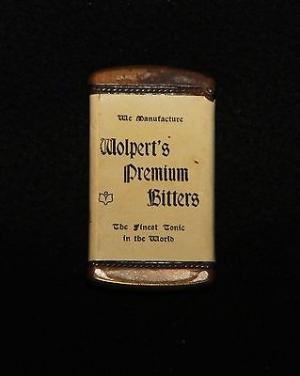 We Manufacture
Wolpert's
Premium
Bitters
The Finest Tonic
in the World